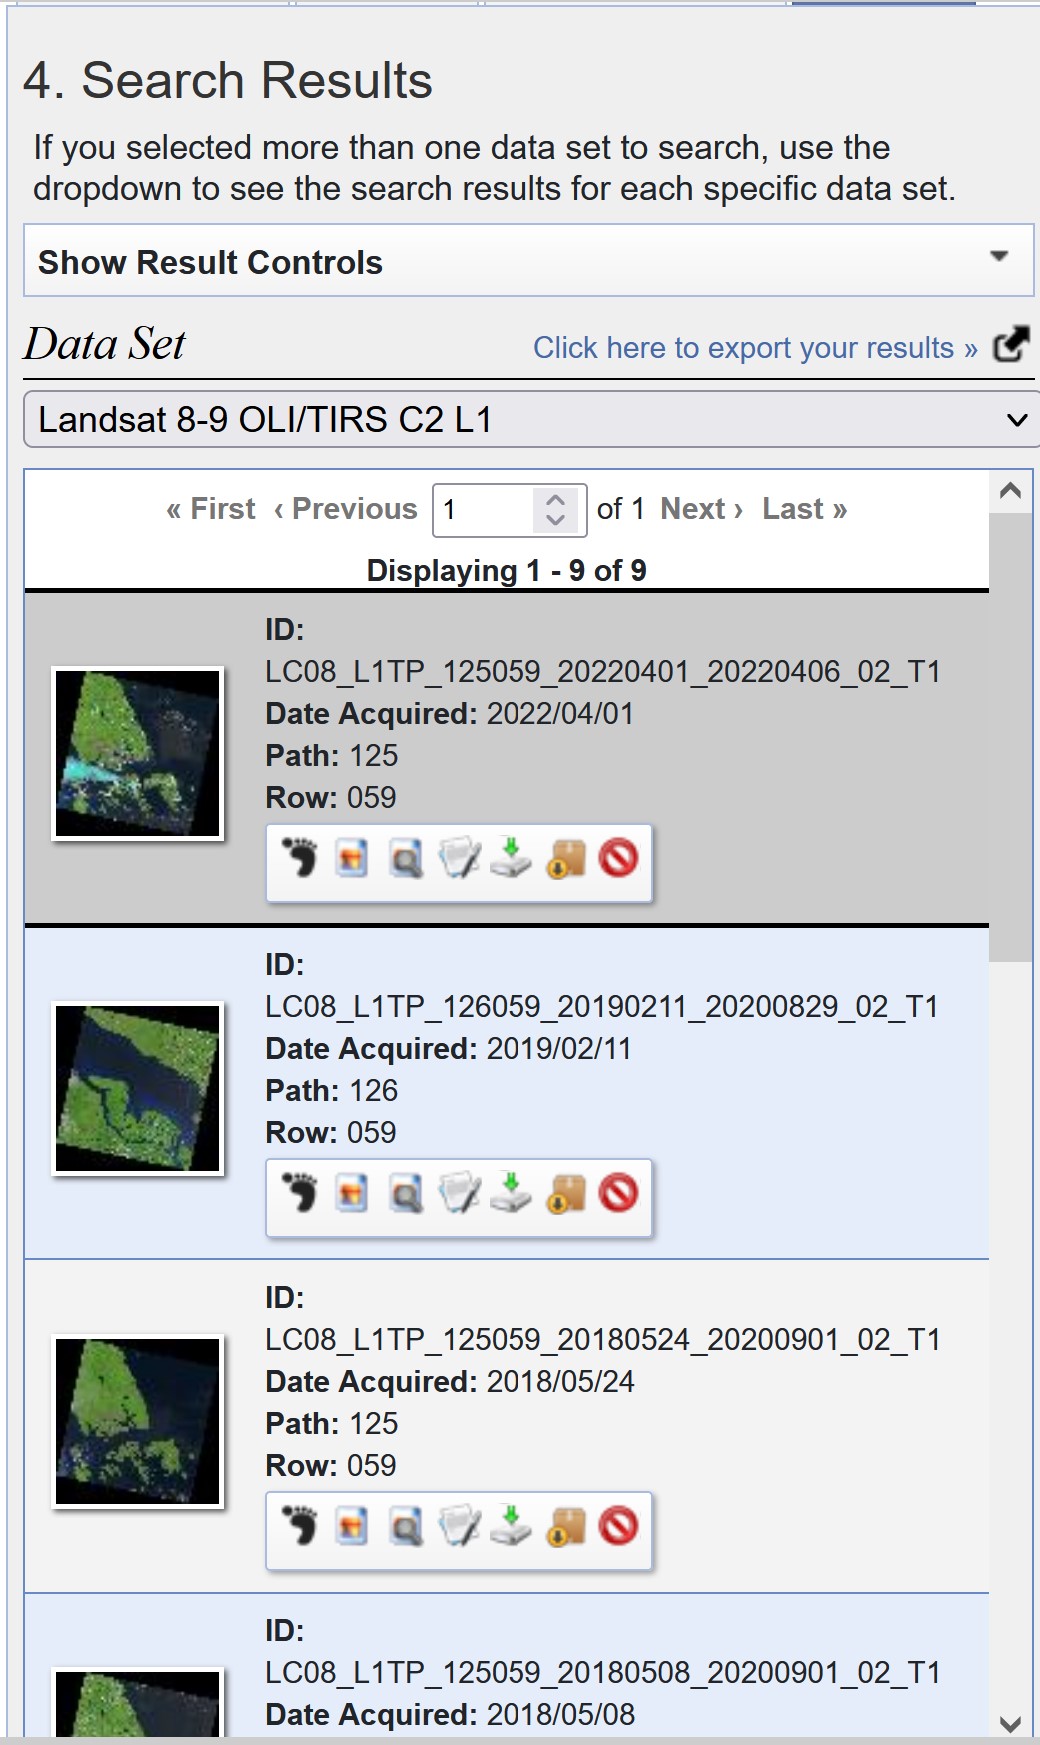 4. Search Results
If you selected more than one data set to search, use the
dropdown to see the search results for each specific data set.
Show Result Controls
Data Set
Click here to export your results »
Landsat 8-9 OLI/TIRS C2 L1
« First ‹ Previous 1 of 1 Next › Last »
Displaying 1 - 9 of 9
ID:
LC08_L1TP_125059_20220401_20220406_02_T1
Date Acquired: 2022/04/01
Path: 125
Row: 059
ID:
LC08_L1TP_126059_20190211_20200829_02_T1
Date Acquired: 2019/02/11
Path: 126
Row: 059
ID:
LC08_L1TP_125059_20180524_20200901_02_T1
Date Acquired: 2018/05/24
Path: 125
Row: 059
ID:
LC08_L1TP_125059_20180508_20200901_02_T1
Date Acquired: 2018/05/08